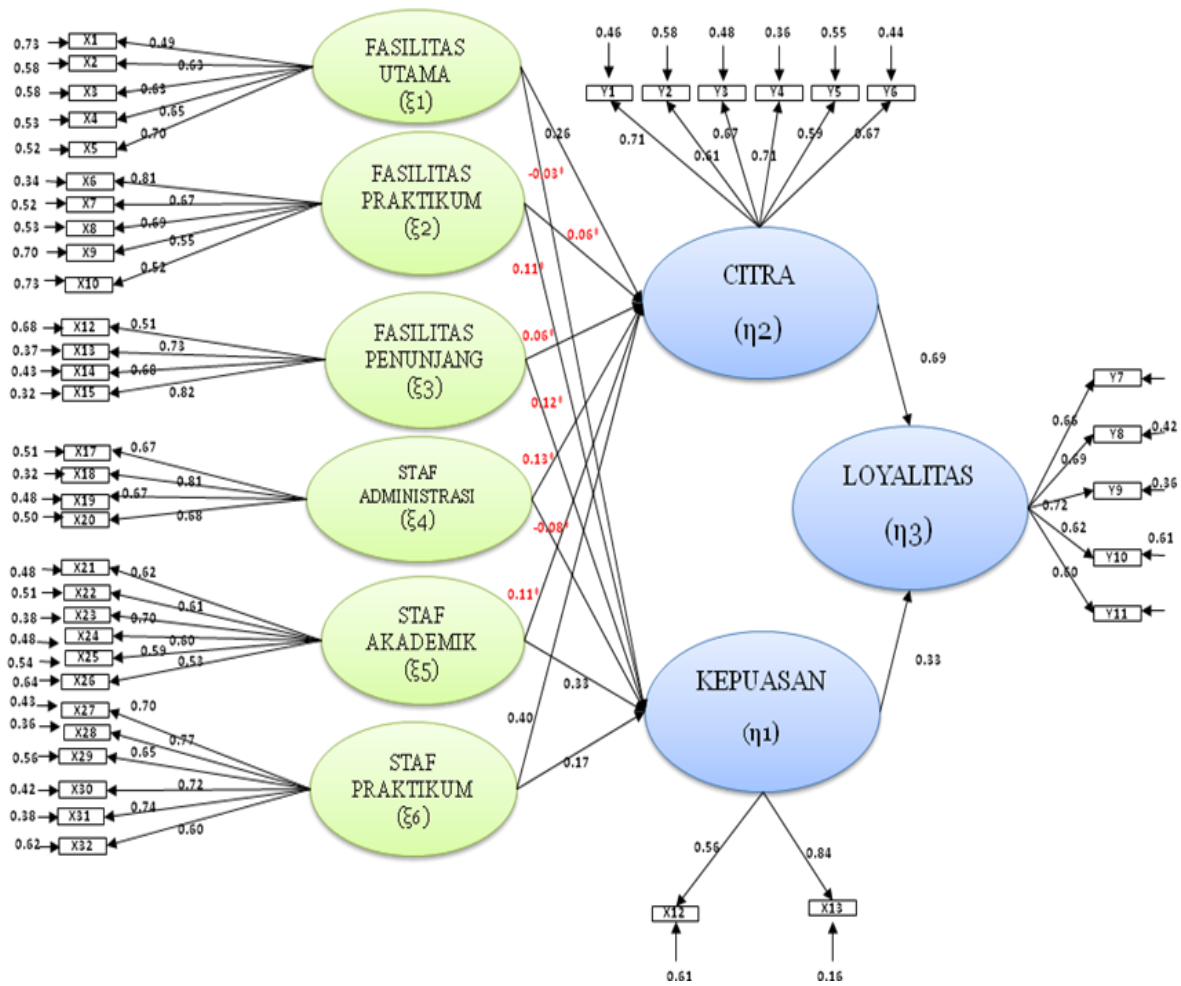 0.73 X1 0.49
0.58 X2 0.63
0.58 X3 0.63
0.53 X4 0.65
0.52 X5 0.70
FASILITAS
UTAMA
(ξ1)
0.34 X6 0.81
0.52 X7 0.67
0.53 X8 0.69
0.70 X9 0.55
0.73 X10 0.52
FASILITAS
PRAKTIKUM
(ξ2)
0.68 X12 0.51
0.37 X13 0.73
0.43 X14 0.68
0.32 X15 0.82
FASILITAS
PENUNJANG
(ξ3)
0.51 X17 0.67
0.32 X18 0.81
0.48 X19 0.67
0.50 X20 0.68
STAF
ADMINISTRASI
(ξ4)
0.48 X21 0.62
0.51 X22 0.61
0.38 X23 0.70
0.48 X24 0.60
0.54 X25 0.59
0.64 X26 0.53
STAF
AKADEMIK
(ξ5)
0.43 X27 0.70
0.36 X28 0.77
0.56 X29 0.65
0.42 X30 0.72
0.38 X31 0.74
0.62 X32 0.60
STAF
PRAKTIKUM
(ξ6)
0.26
-0.03*
0.06*
0.11*
0.06*
0.12*
0.13*
-0.08*
0.11*
0.33
0.40
0.17
0.46 0.58 0.48 0.36 0.55 0.44
Y1 Y2 Y3 Y4 Y5 Y6
0.71 0.61 0.67 0.71 0.59 0.67
CITRA
(η2)
0.69
LOYALITAS
(η3)
0.33
KEPUASAN
(η1)
0.66 Y7
0.69 Y8 0.42
0.72 Y9 0.36
0.62 Y10 0.61
0.60 Y11
0.56 0.84
X12 X13
0.61 0.16